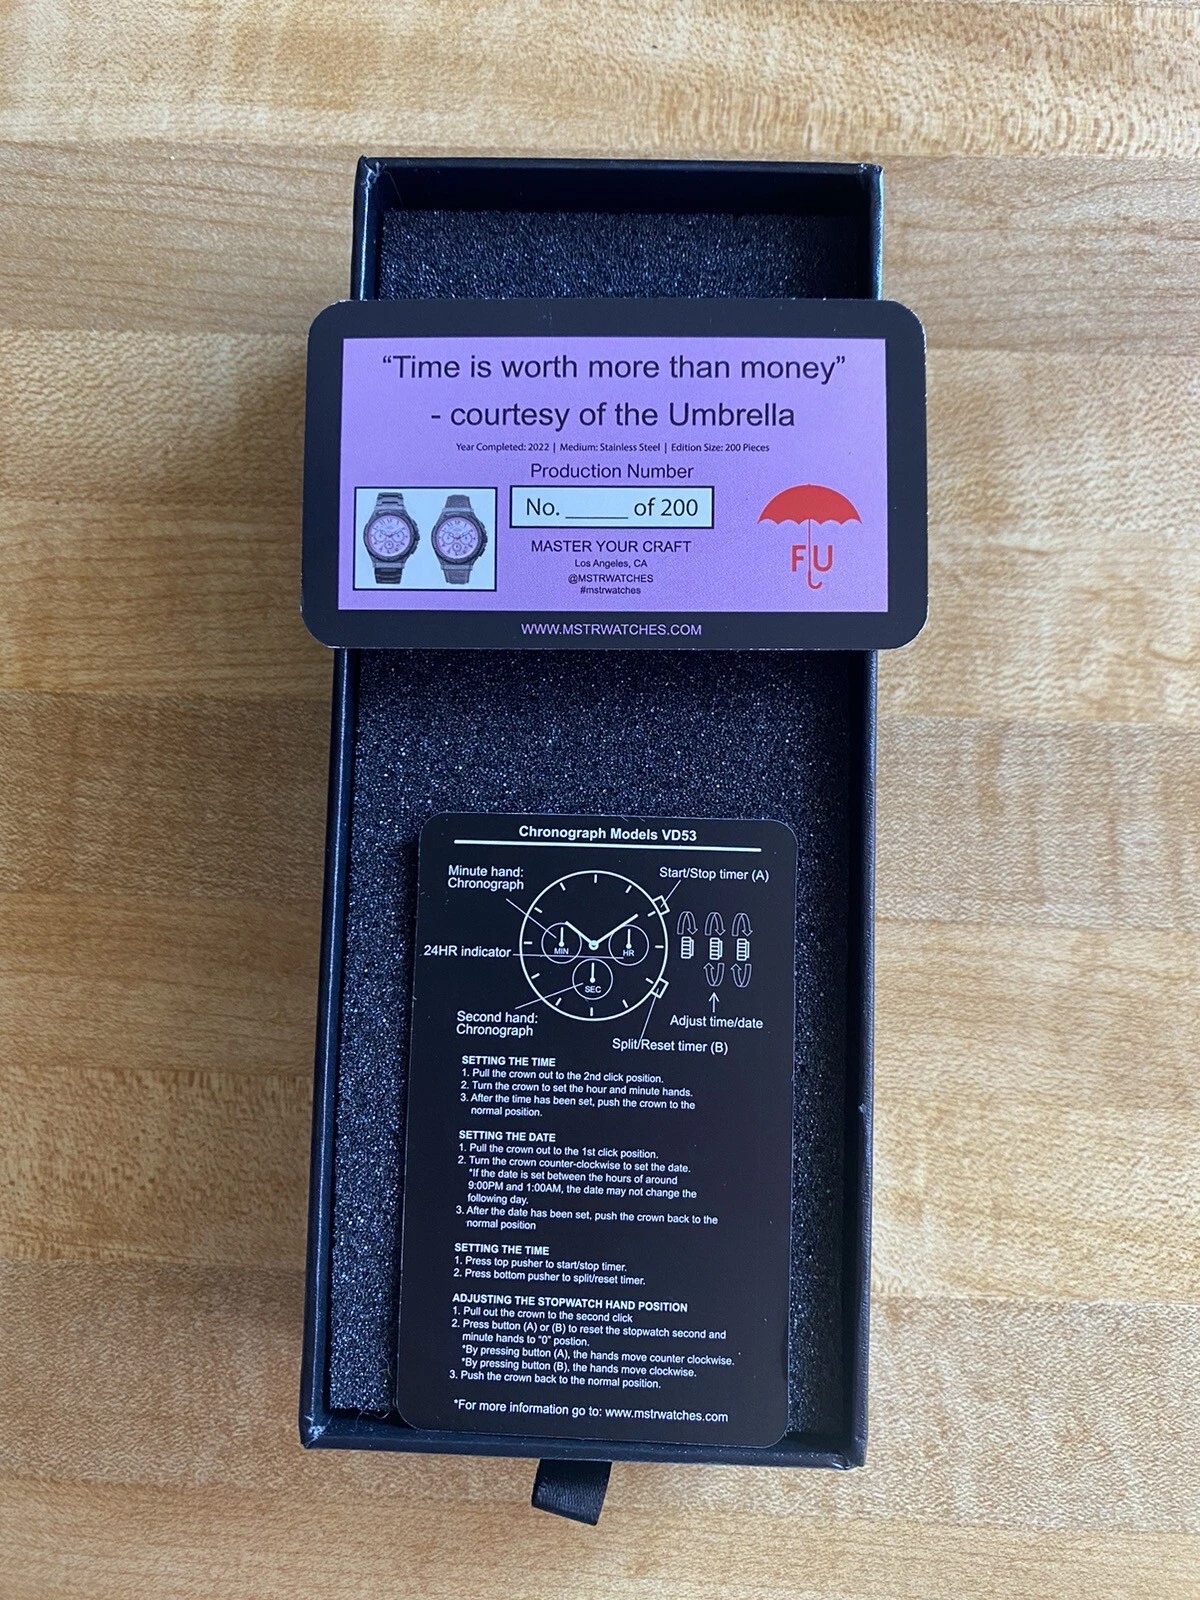 “Time is worth more than money”
- courtesy of the Umbrella
Year Completed: 2022 | Medium: Stainless Steel | Edition Size: 200 Pieces
Production Number
No. _____ of 200
MASTER YOUR CRAFT
Los Angeles, CA
@MSTRWATCHES
#mstrwatches
FU
WWW.MSTRWATCHES.COM
Chronograph Models VD53
Minute hand:
Chronograph
Start/Stop timer (A)
24HR indicator
MIN
HR
SEC
Second hand:
Chronograph
Adjust time/date
Split/Reset timer (B)
SETTING THE TIME
1. Pull the crown out to the 2nd click position.
2. Turn the crown to set the hour and minute hands.
3. After the time has been set, push the crown to the
normal position.
SETTING THE DATE
1. Pull the crown out to the 1st click position.
2. Turn the crown counter-clockwise to set the date.
*If the date is set between the hours of around
9:00PM and 1:00AM, the date may not change the
following day.
3. After the date has been set, push the crown back to the
normal position
SETTING THE TIME
1. Press top pusher to start/stop timer.
2. Press bottom pusher to split/reset timer.
ADJUSTING THE STOPWATCH HAND POSITION
1. Pull out the crown to the second click
2. Press button (A) or (B) to reset the stopwatch second and
minute hands to “0” postion.
*By pressing button (A), the hands move counter clockwise.
*By pressing button (B), the hands move clockwise.
3. Push the crown back to the normal position.
*For more information go to: www.mstrwatches.com